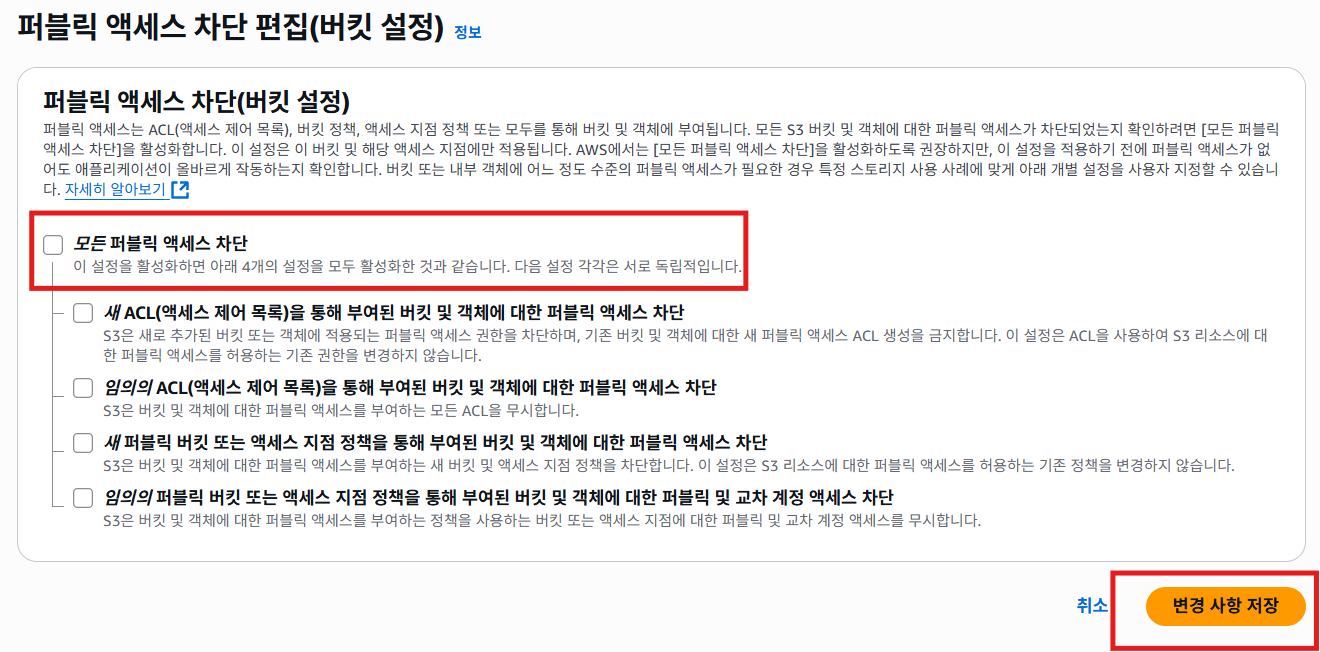 퍼블릭 액세스 차단 편집(버킷 설정) 정보
퍼블릭 액세스 차단(버킷 설정)
퍼블릭 액세스는 ACL(액세스 제어 목록), 버킷 정책, 액세스 지점 정책 또는 모두를 통해 버킷 및 객체에 부여됩니다. 모든 S3 버킷 및 객체에 대한 퍼블릭 액세스가 차단되었는지 확인하려면 [모든 퍼블릭
액세스 차단]을 활성화합니다. 이 설정은 이 버킷 및 해당 액세스 지점에만 적용됩니다. AWS에서는 [모든 퍼블릭 액세스 차단]을 활성화하도록 권장하지만, 이 설정을 적용하기 전에 퍼블릭 액세스가 없
어도 애플리케이션이 올바르게 작동하는지 확인합니다. 버킷 또는 내부 객체에 어느 정도 수준의 퍼블릭 액세스가 필요한 경우 특정 스토리지 사용 사례에 맞게 아래 개별 설정을 사용자 지정할 수 있습니
다. 자세히 알아보기
모든 퍼블릭 액세스 차단
이 설정을 활성화하면 아래 4개의 설정을 모두 활성화한 것과 같습니다. 다음 설정 각각은 서로 독립적입니다.
새 ACL(액세스 제어 목록)을 통해 부여된 버킷 및 객체에 대한 퍼블릭 액세스 차단
S3은 새로 추가된 버킷 또는 객체에 적용되는 퍼블릭 액세스 권한을 차단하며, 기존 버킷 및 객체에 대한 새 퍼블릭 액세스 ACL 생성을 금지합니다. 이 설정은 ACL을 사용하여 S3 리소스에 대
한 퍼블릭 액세스를 허용하는 기존 권한을 변경하지 않습니다.
임의의 ACL(액세스 제어 목록)을 통해 부여된 버킷 및 객체에 대한 퍼블릭 액세스 차단
S3은 버킷 및 객체에 대한 퍼블릭 액세스를 부여하는 모든 ACL을 무시합니다.
새 퍼블릭 버킷 또는 액세스 지점 정책을 통해 부여된 버킷 및 객체에 대한 퍼블릭 액세스 차단
S3은 버킷 및 객체에 대한 퍼블릭 액세스를 부여하는 새 버킷 및 액세스 지점 정책을 차단합니다. 이 설정은 S3 리소스에 대한 퍼블릭 액세스를 허용하는 기존 정책을 변경하지 않습니다.
임의의 퍼블릭 버킷 또는 액세스 지점 정책을 통해 부여된 버킷 및 객체에 대한 퍼블릭 및 교차 계정 액세스 차단
S3은 버킷 및 객체에 대한 퍼블릭 액세스를 부여하는 정책을 사용하는 버킷 또는 액세스 지점에 대한 퍼블릭 및 교차 계정 액세스를 무시합니다.
취소 변경 사항 저장